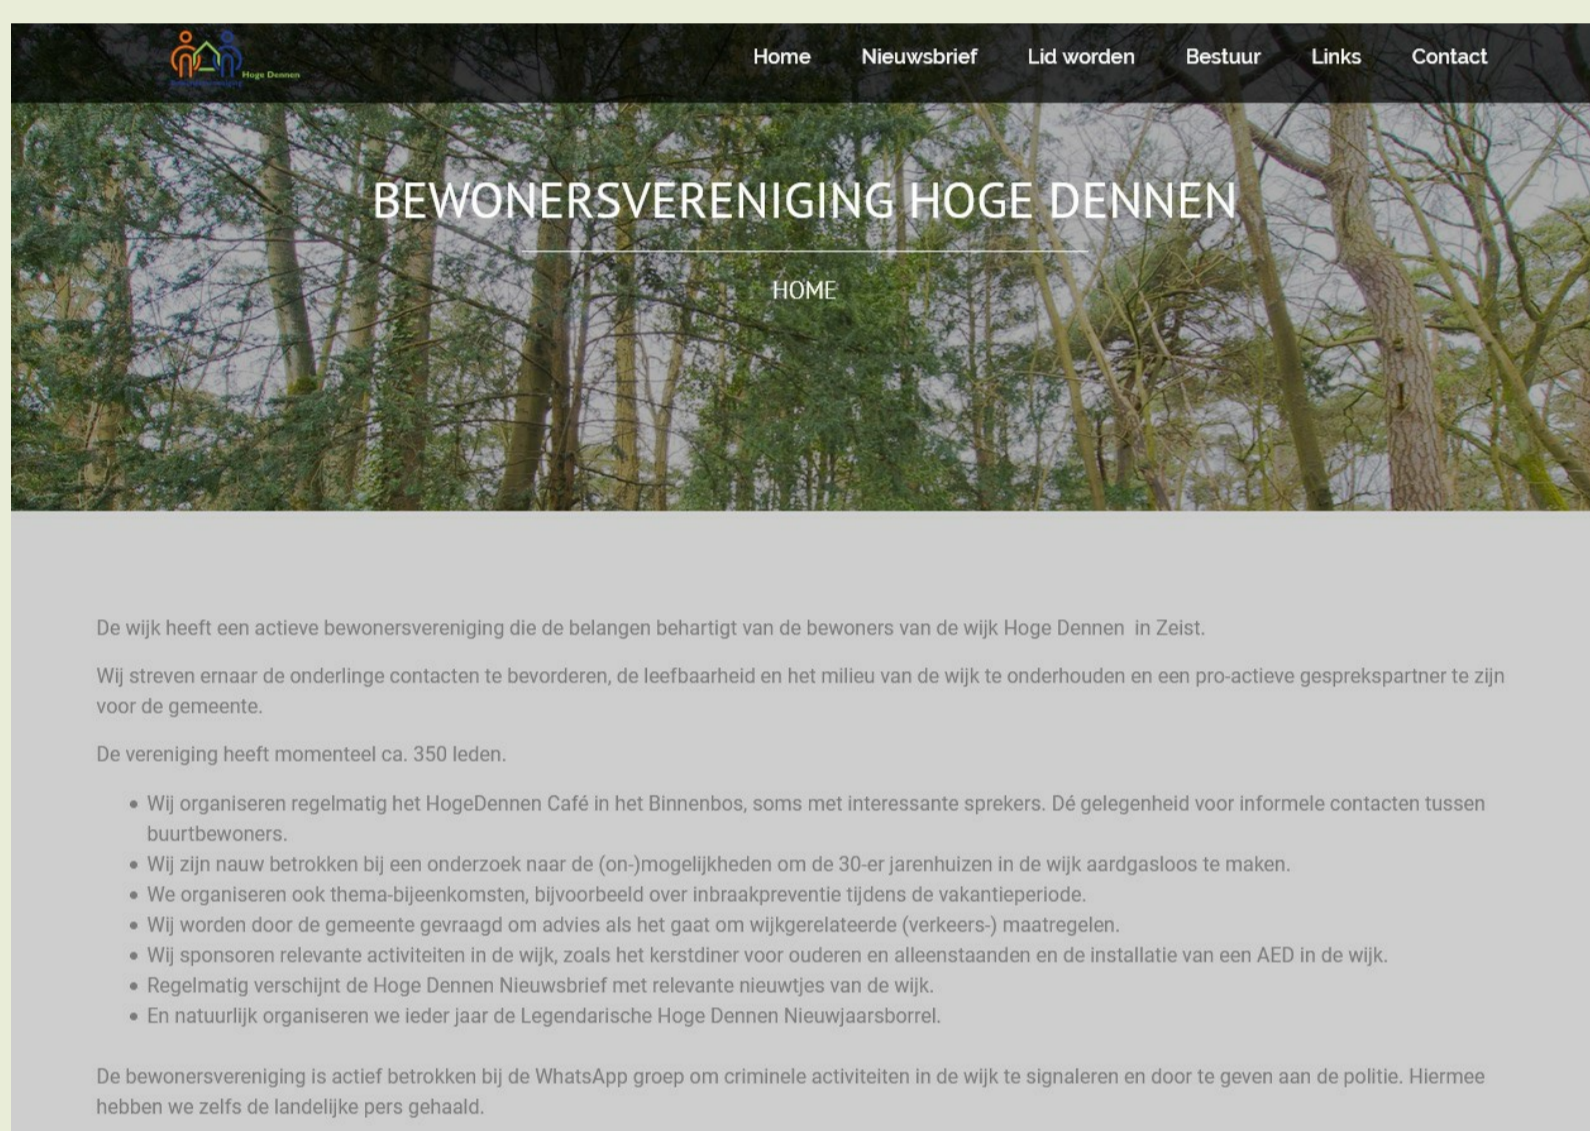 Hoge Dennen
Home Nieuwsbrief Lid worden Bestuur Links Contact
BEWONERSVERENIGING HOGE DENNEN
HOME
De wijk heeft een actieve bewonersvereniging die de belangen behartigt van de bewoners van de wijk Hoge Dennen in Zeist.
Wij streven ernaar de onderlinge contacten te bevorderen, de leefbaarheid en het milieu van de wijk te onderhouden en een pro-actieve gesprekspartner te zijn
voor de gemeente.
De vereniging heeft momenteel ca. 350 leden.
• Wij organiseren regelmatig het HogeDennen Café in het Binnenbos, soms met interessante sprekers. Dé gelegenheid voor informele contacten tussen
buurtbewoners.
• Wij zijn nauw betrokken bij een onderzoek naar de (on-)mogelijkheden om de 30-er jarenhuizen in de wijk aardgasloos te maken.
• We organiseren ook thema-bijeenkomsten, bijvoorbeeld over inbraakpreventie tijdens de vakantieperiode.
• Wij worden door de gemeente gevraagd om advies als het gaat om wijkgerelateerde (verkeers-) maatregelen.
• Wij sponsoren relevante activiteiten in de wijk, zoals het kerstdiner voor ouderen en alleenstaanden en de installatie van een AED in de wijk.
• Regelmatig verschijnt de Hoge Dennen Nieuwsbrief met relevante nieuwtjes van de wijk.
• En natuurlijk organiseren we ieder jaar de Legendarische Hoge Dennen Nieuwjaarsborrel.
De bewonersvereniging is actief betrokken bij de WhatsApp groep om criminele activiteiten in de wijk te signaleren en door te geven aan de politie. Hiermee
hebben we zelfs de landelijke pers gehaald.